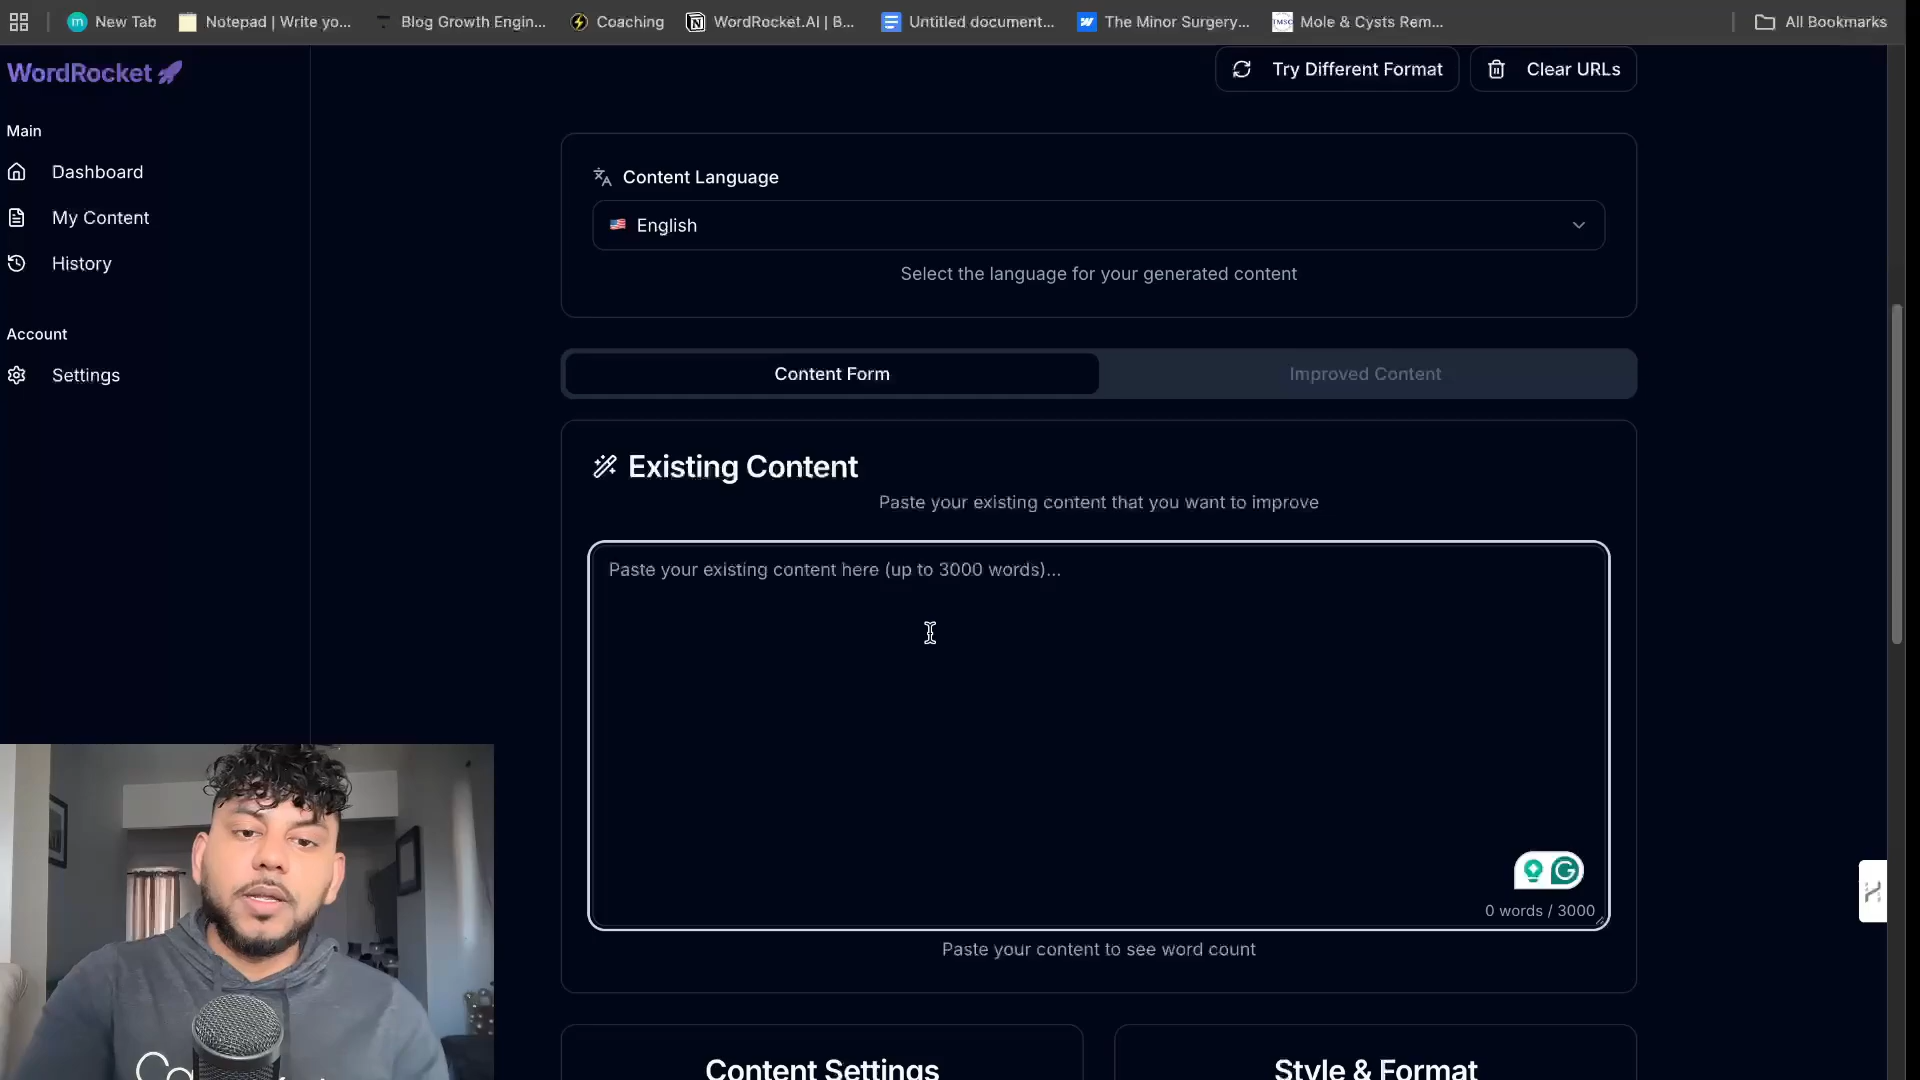 New Tab
Notepad | Write yo...
Blog Growth Engin...
Coaching
WordRocket.AI | B...
Untitled document...
The Minor Surgery...
Mole & Cysts Rem...
All Bookmarks
WordRocket
Try Different Format
Clear URLs
Main
Dashboard
My Content
History
Account
Settings
Content Language
English
Select the language for your generated content
Content Form
Improved Content
Existing Content
Paste your existing content that you want to improve
Paste your existing content here (up to 3000 words)...
0 words / 3000
Paste your content to see word count
Content Settings
Style & Format